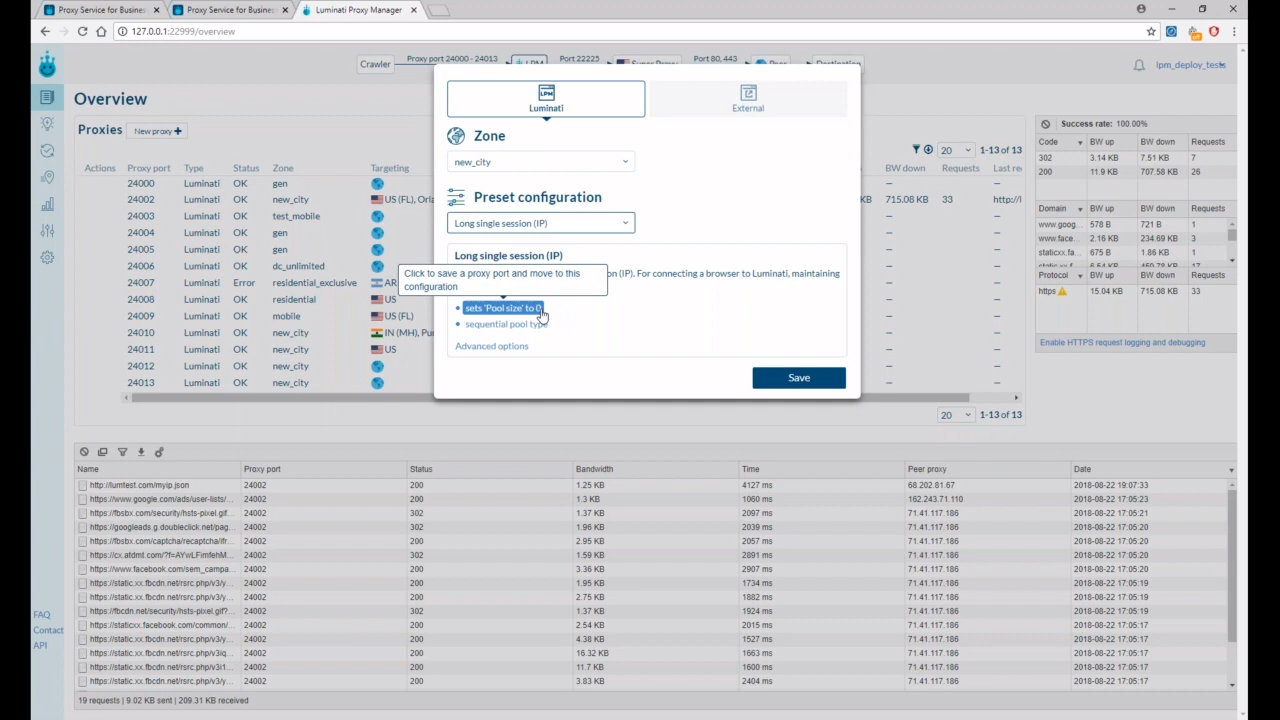 Proxy Service for Busines
Proxy Service for Busines
Luminati Proxy Manager
127.0.0.1:22999/overview
Crawler
Proxy port 24000 - 24013
LPM
Port 22225
Super Proxy
Port 80, 443
Peer
Destination
lpm_deploy_test
Overview
Proxies
New proxy +
20
1-13 of 13
Actions Proxy port Type Status Zone Targeting BW down Requests Last re
24000 Luminati OK gen — — —
24002 Luminati OK new_city US (FL), Orla KB 715.08 KB 33 http://l
24003 Luminati OK test_mobile
24004 Luminati OK gen
24005 Luminati OK gen
24006 Luminati OK dc_unlimited
24007 Luminati Error residential_exclusive AR
24008 Luminati OK residential US
24009 Luminati OK mobile US (FL)
24010 Luminati OK new_city IN (MH), Pu
24011 Luminati OK new_city US
24012 Luminati OK new_city
24013 Luminati OK new_city
20
1-13 of 13
LPM
Luminati
External
Zone
new_city
Preset configuration
Long single session (IP)
Long single session (IP)
Click to save a proxy port and move to this
configuration
(IP). For connecting a browser to Luminati, maintaining
sets 'Pool size' to 0
sequential pool type
Advanced options
Save
Success rate: 100.00%
Code BW up BW down Requests
302 3.14 KB 7.51 KB 7
200 11.9 KB 707.58 KB 26
Domain BW up BW down Requests
www.goog... 578 B 721 B 1
www.face... 2.16 KB 234.69 KB 3
staticxx.fa... 675 B 1.86 KB 1
Protocol BW up BW down Requests
https 15.04 KB 715.08 KB 33
Enable HTTPS request logging and debugging
Name Proxy port Status Bandwidth Time Peer proxy Date
http://lumtest.com/myip.json 24002 200 1.25 KB 4127 ms 68.202.81.67 2018-08-22 19:07:33
https://www.google.com/ads/user-lists/... 24002 200 1.3 KB 1060 ms 162.243.71.110 2018-08-22 17:05:23
https://fbsbx.com/security/hsts-pixel.gif... 24002 302 1.37 KB 2097 ms 71.41.117.186 2018-08-22 17:05:21
https://googleads.g.doubleclick.net/pag... 24002 302 1.96 KB 2039 ms 71.41.117.186 2018-08-22 17:05:20
https://fbsbx.com/captcha/recaptcha/ifr... 24002 200 2.95 KB 2057 ms 71.41.117.186 2018-08-22 17:05:20
https://cx.atdmt.com/?f=AYwLFimfehM... 24002 302 1.59 KB 2891 ms 71.41.117.186 2018-08-22 17:05:20
https://www.facebook.com/sem_campa... 24002 200 3.36 KB 2907 ms 71.41.117.186 2018-08-22 17:05:20
https://static.xx.fbcdn.net/rsrc.php/v3/y... 24002 200 1.95 KB 1734 ms 71.41.117.186 2018-08-22 17:05:19
https://static.xx.fbcdn.net/rsrc.php/v3/y... 24002 200 2.75 KB 1882 ms 71.41.117.186 2018-08-22 17:05:19
https://fbcdn.net/security/hsts-pixel.gif?... 24002 302 1.37 KB 1924 ms 71.41.117.186 2018-08-22 17:05:19
https://staticxx.facebook.com/common/... 24002 200 2.54 KB 2015 ms 71.41.117.186 2018-08-22 17:05:18
https://static.xx.fbcdn.net/rsrc.php/v3/y... 24002 200 4.38 KB 1527 ms 71.41.117.186 2018-08-22 17:05:17
https://static.xx.fbcdn.net/rsrc.php/v3iq... 24002 200 16.32 KB 1663 ms 71.41.117.186 2018-08-22 17:05:17
https://static.xx.fbcdn.net/rsrc.php/v3i1... 24002 200 11.7 KB 1600 ms 71.41.117.186 2018-08-22 17:05:17
https://static.xx.fbcdn.net/rsrc.php/v3/y... 24002 200 3.83 KB 2404 ms 71.41.117.186 2018-08-22 17:05:17
19 requests | 9.02 KB sent | 209.31 KB received
FAQ
Contact
API